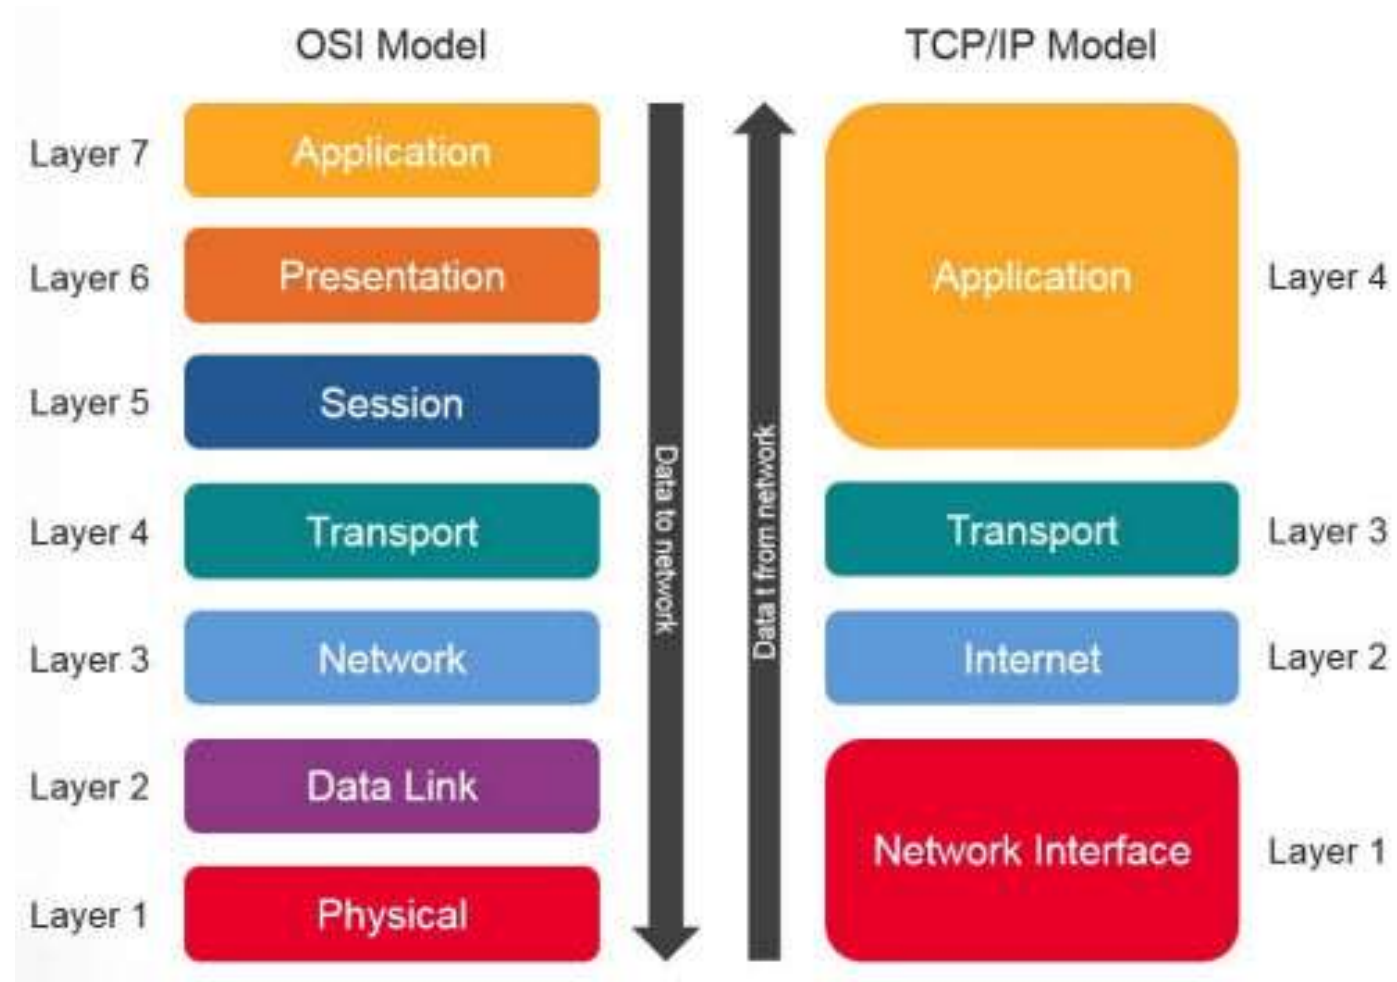 OSI Model
TCP/IP Model
Layer 7
Application
Layer 6
Presentation
Layer 5
Session
Layer 4
Transport
Layer 3
Network
Layer 2
Data Link
Layer 1
Physical
Data to network
Data t from network
Application
Layer 4
Transport
Layer 3
Internet
Layer 2
Network Interface
Layer 1